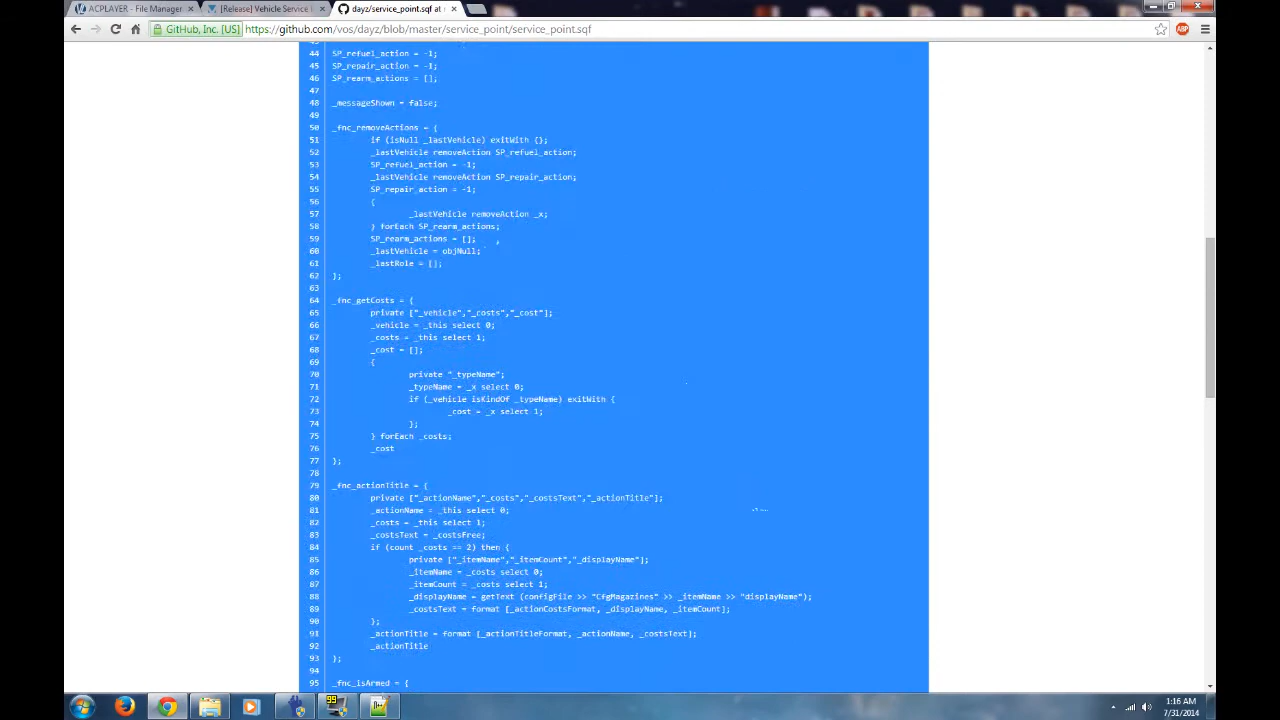 ACPLAYER - File Manager
[Release] Vehicle Service
dayz/service_point.sqf at
GitHub, Inc. [US]
https://github.com/vos/dayz/blob/master/service_point/service_point.sqf
44 SP_refuel_action = -1;
45 SP_repair_action = -1;
46 SP_rearm_actions = [];
47
48 _messageShown = false;
49
50 _fnc_removeActions = {
51 if (isNull _lastVehicle) exitWith {};
52 _lastVehicle removeAction SP_refuel_action;
53 SP_refuel_action = -1;
54 _lastVehicle removeAction SP_repair_action;
55 SP_repair_action = -1;
56 {
57 _lastVehicle removeAction _x;
58 } forEach SP_rearm_actions;
59 SP_rearm_actions = [];
60 _lastVehicle = objNull;
61 _lastRole = [];
62 };
63
64 _fnc_getCosts = {
65 private ["_vehicle","_costs","_cost"];
66 _vehicle = _this select 0;
67 _costs = _this select 1;
68 _cost = [];
69 {
70 private "_typeName";
71 _typeName = _x select 0;
72 if (_vehicle isKindOf _typeName) exitWith {
73 _cost = _x select 1;
74 };
75 } forEach _costs;
76 _cost
77 };
78
79 _fnc_actionTitle = {
80 private ["_actionName","_costs","_costsText","_actionTitle"];
81 _actionName = _this select 0;
82 _costs = _this select 1;
83 _costsText = _costsFree;
84 if (count _costs == 2) then {
85 private ["_itemName","_itemCount","_displayName"];
86 _itemName = _costs select 0;
87 _itemCount = _costs select 1;
88 _displayName = getText (configFile >> "CfgMagazines" >> _itemName >> "displayName");
89 _costsText = format [_actionCostsFormat, _displayName, _itemCount];
90 };
91 _actionTitle = format [_actionTitleFormat, _actionName, _costsText];
92 _actionTitle
93 };
94
95 _fnc_isArmed = {
99
1:16 AM
7/31/2014